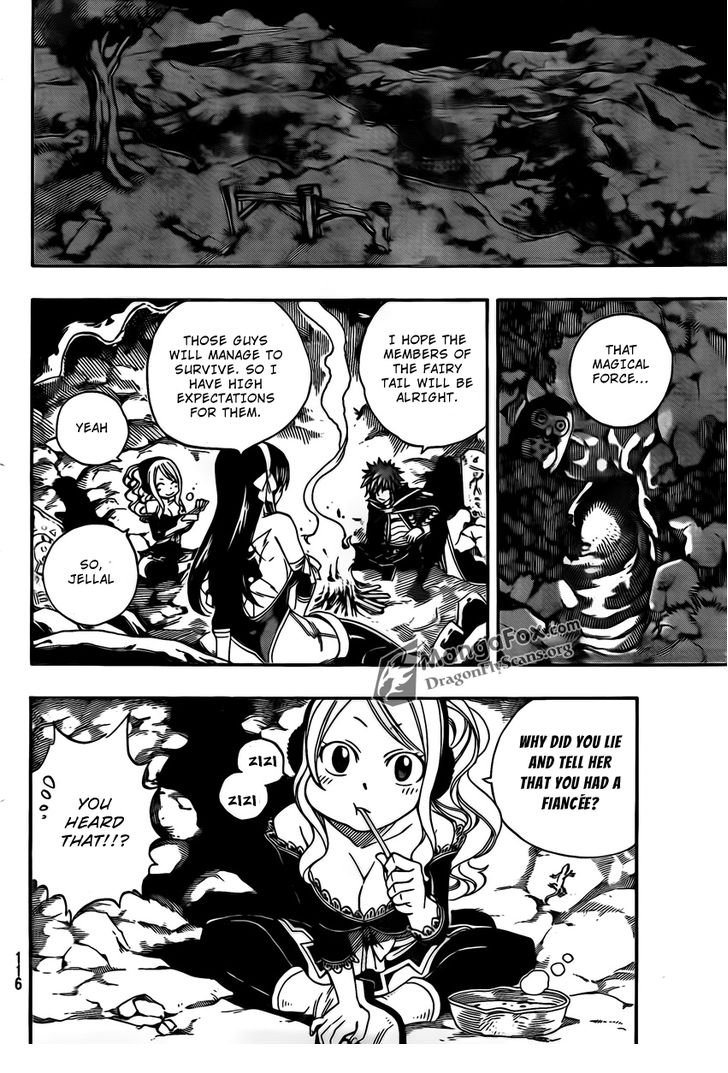 THAT
MAGICAL
FORCE...
I HOPE THE
MEMBERS OF
THE FAIRY
TAIL WILL BE
ALRIGHT.
THOSE GUYS
WILL MANAGE TO
SURVIVE. SO I
HAVE HIGH
EXPECTATIONS
FOR THEM.
YEAH
SO,
JELLAL
MangaFox.com
DragonFlyScans.org
WHY DID YOU LIE
AND TELL HER
THAT YOU HAD A
FIANCÉE?
ZIZI
ZIZI
YOU
HEARD
THAT!!?
116